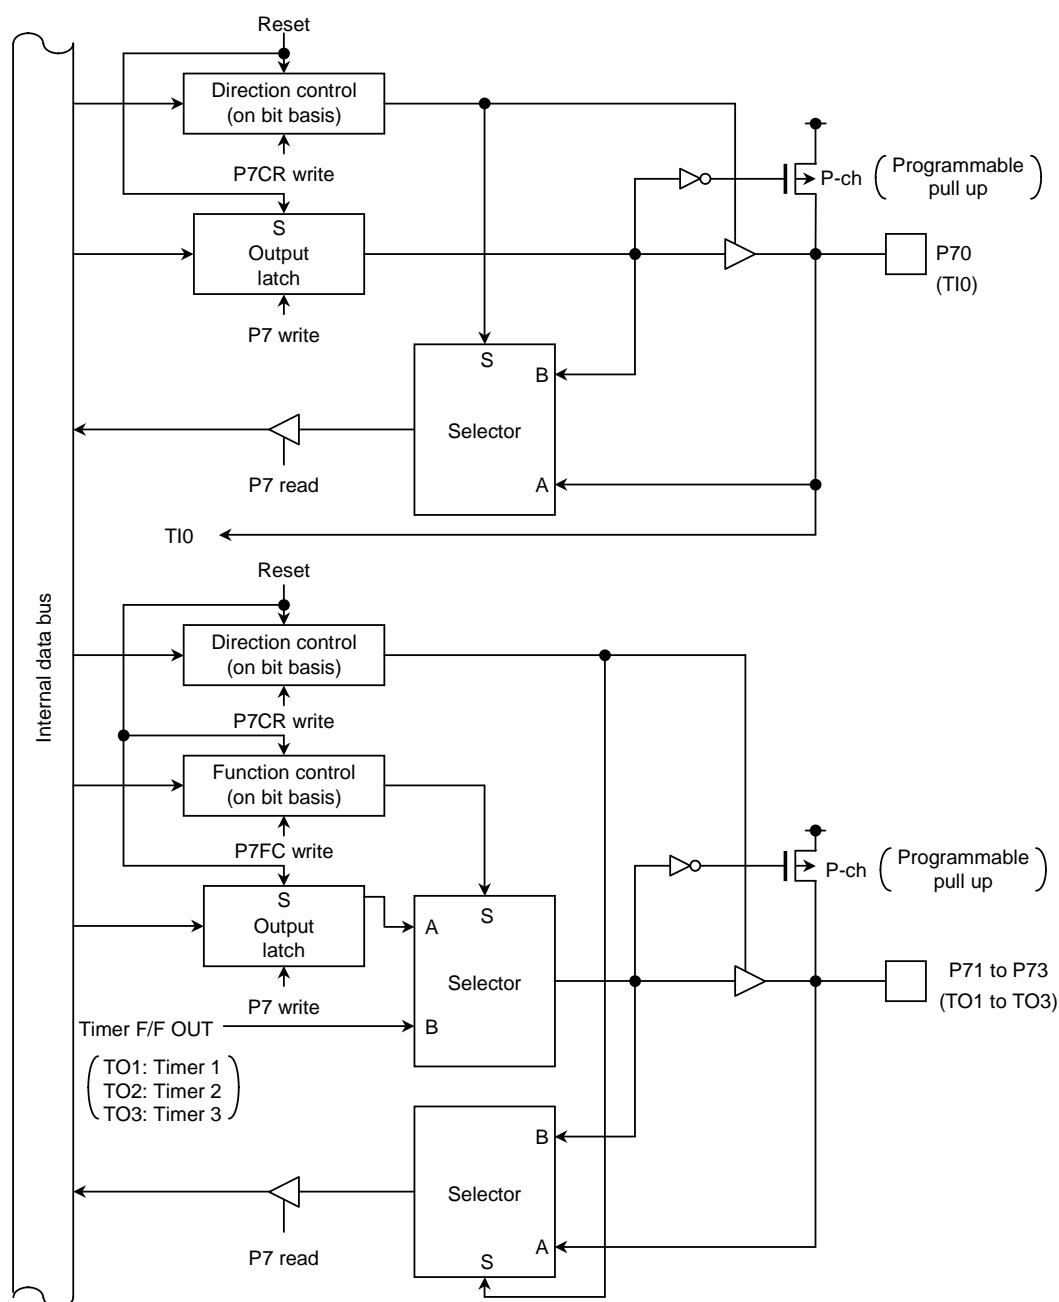 Reset
Direction control
(on bit basis)
P7CR write
P-ch
Programmable
pull up
S
Output
latch
P70
(TI0)
P7 write
S
B
Selector
A
P7 read
TI0
Internal data bus
Reset
Direction control
(on bit basis)
P7CR write
Function control
(on bit basis)
P7FC write
P-ch
Programmable
pull up
S
Output
latch
A
S
Selector
B
P71 to P73
(TO1 to TO3)
P7 write
Timer F/F OUT
TO1: Timer 1
TO2: Timer 2
TO3: Timer 3
B
Selector
A
S
P7 read